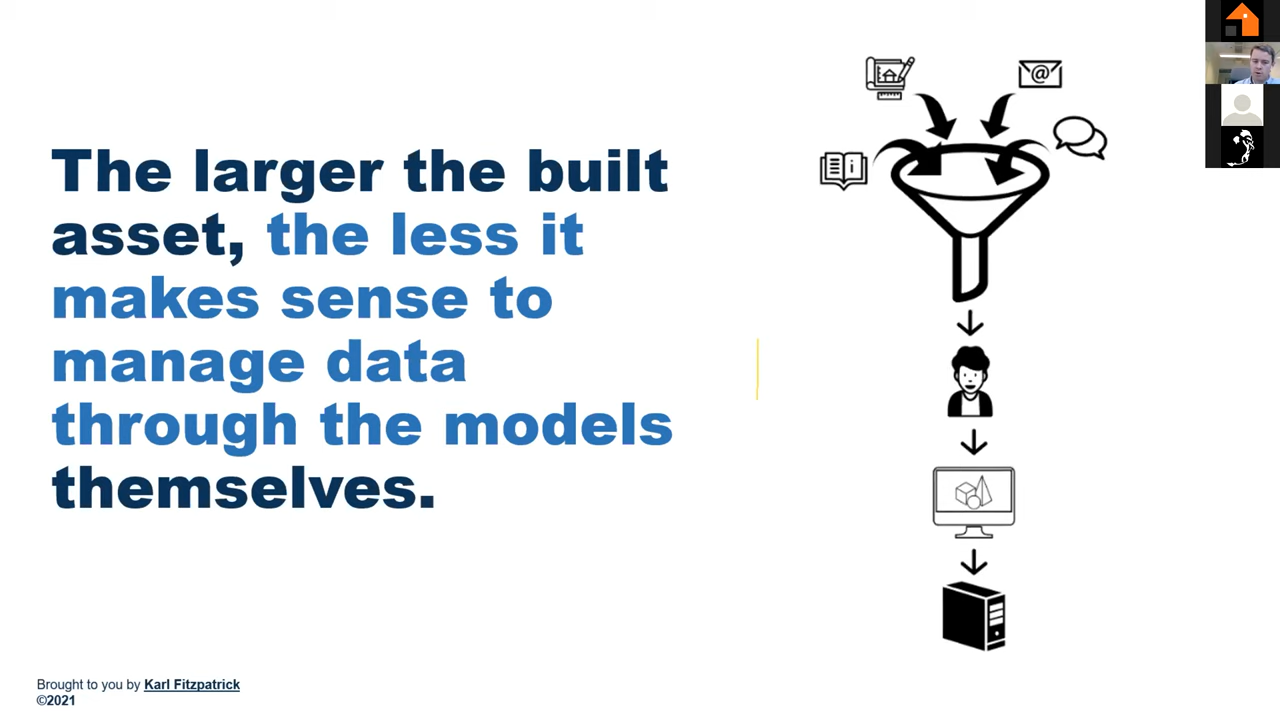 The larger the built
asset, the less it
makes sense to
manage data
through the models
themselves.
@
i
Brought to you by Karl Fitzpatrick
©2021